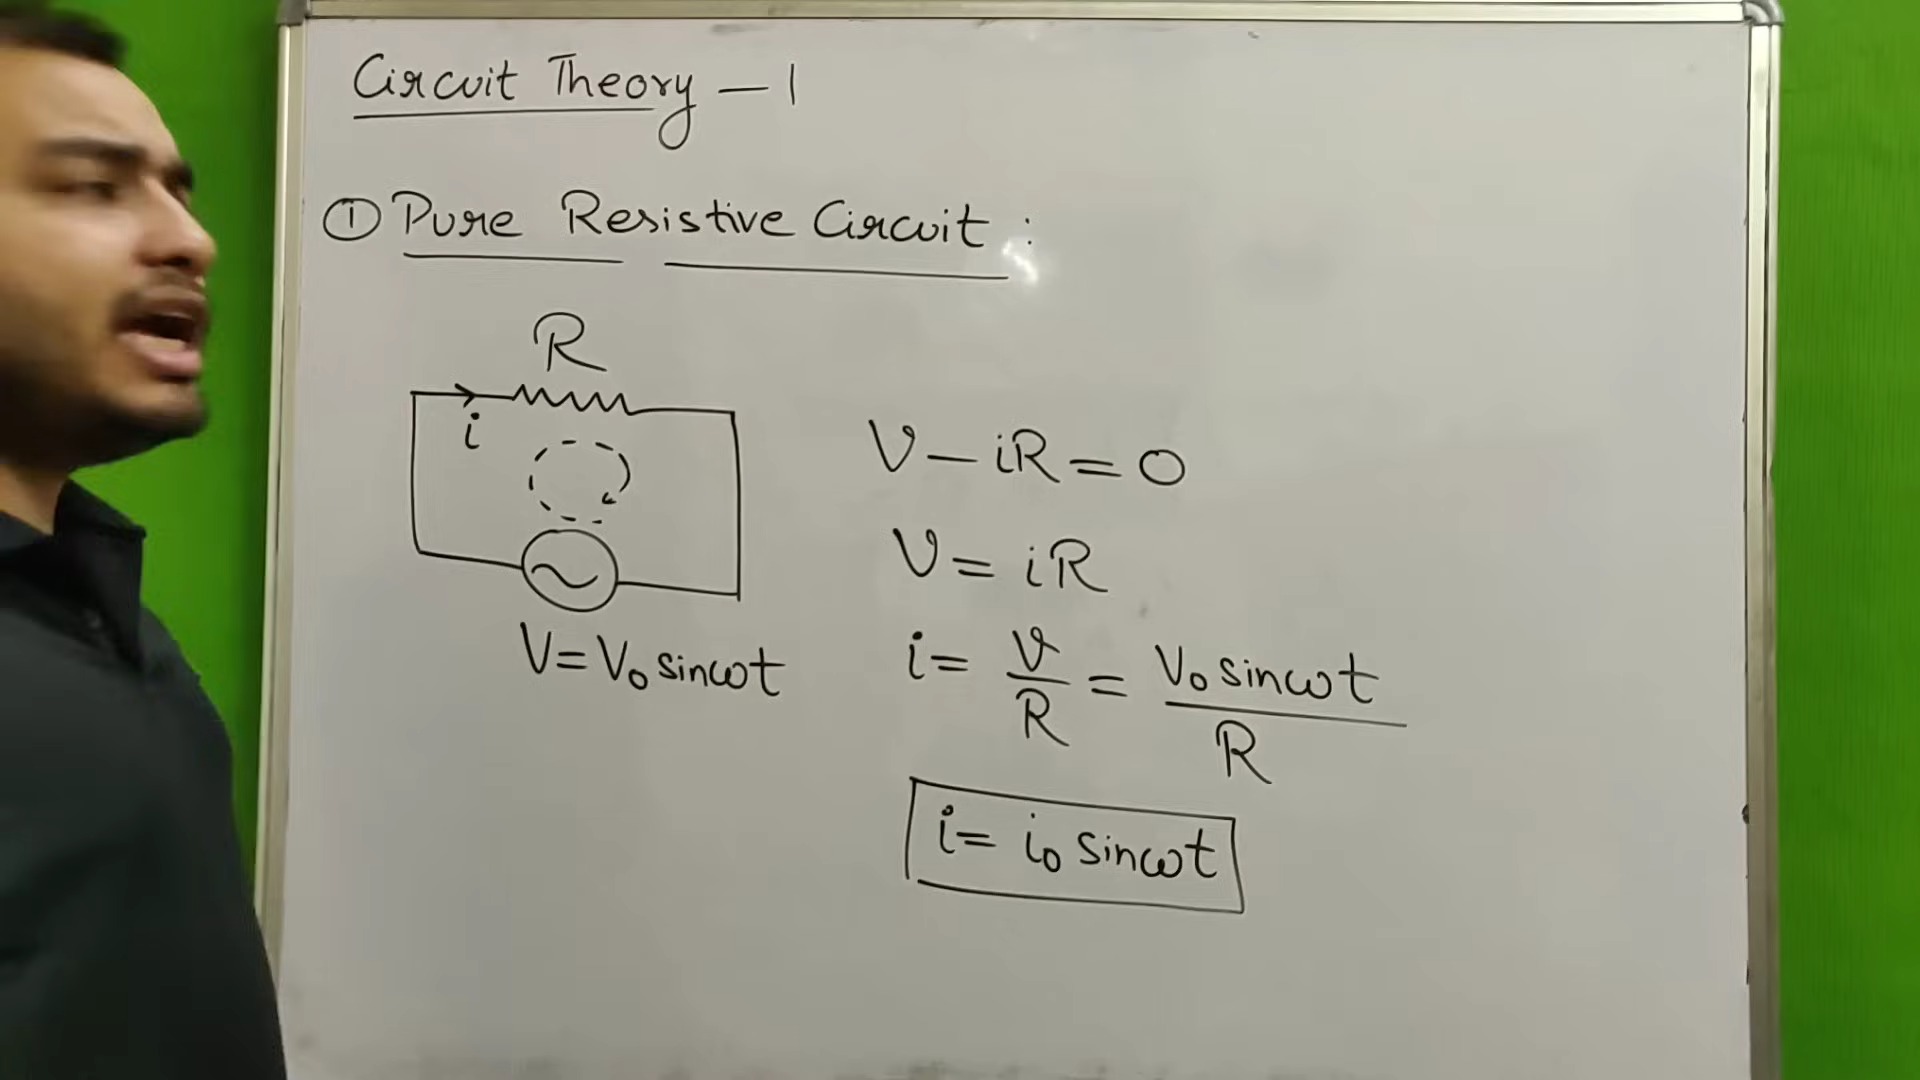 Circuit Theory – 1
① Pure Resistive Circuit :
R
i
V = V₀ sinωt
V – iR = 0
V = iR
i = V/R = V₀ sinωt/R
i = i₀ sinωt